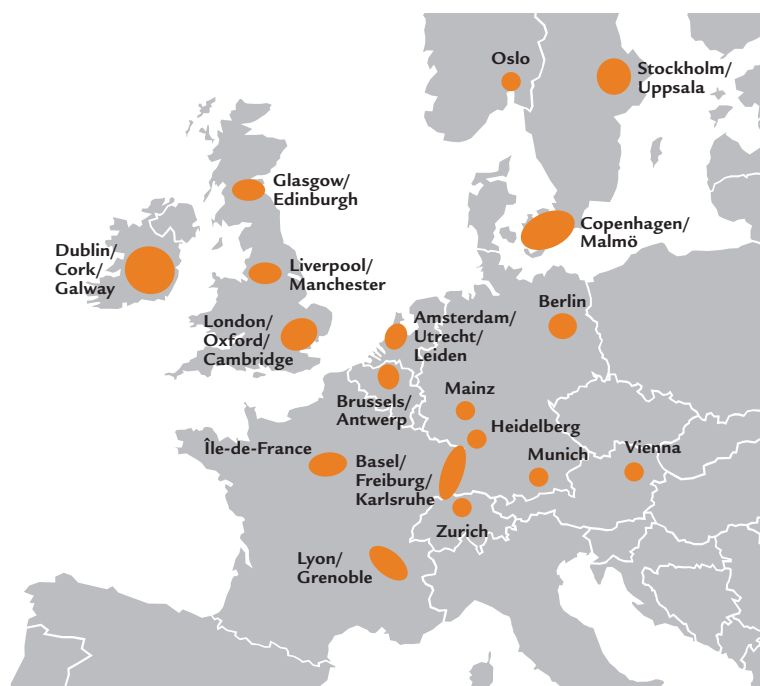 Oslo
Stockholm/
Uppsala
Glasgow/
Edinburgh
Copenhagen/
Malmö
Dublin/
Cork/
Galway
Liverpool/
Manchester
London/
Oxford/
Cambridge
Amsterdam/
Utrecht/
Leiden
Berlin
Brussels/
Antwerp
Mainz
Heidelberg
Île-de-France
Basel/
Freiburg/
Karlsruhe
Munich
Vienna
Zurich
Lyon/
Grenoble